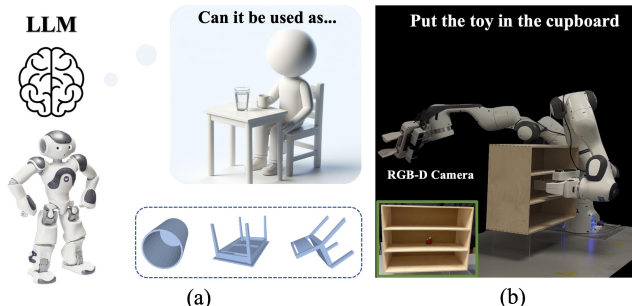 LLM
Can it be used as...
Put the toy in the cupboard
RGB-D Camera
(a)
(b)